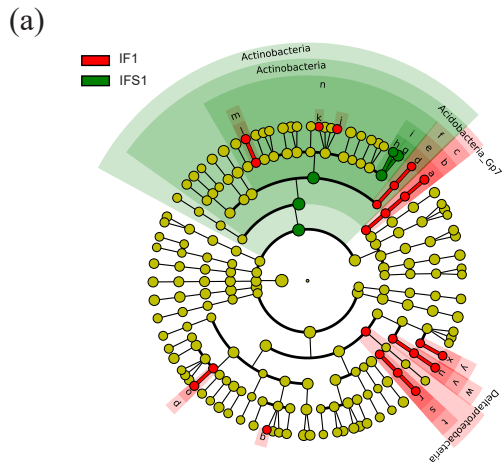 (a)
IF1
IFS1
Actinobacteria
Actinobacteria
n
m
l
k
j
i
h
g
Acidobacteria_Gp7
f
e
d
c
b
a
x
y
u
v
w
r
s
t
Deltaproteobacteria
p
o
q